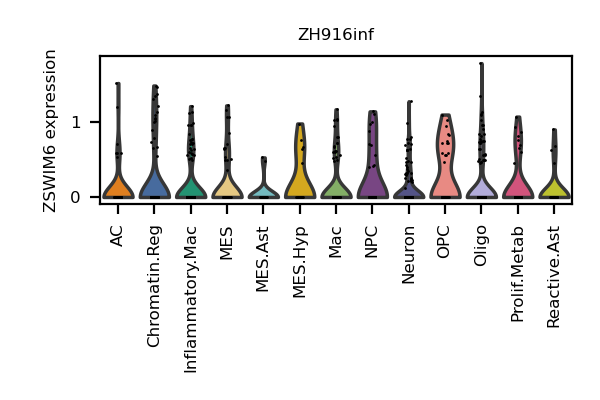 ZH916inf
ZSWIM6 expression
1
0
AC
Chromatin.Reg
Inflammatory.Mac
MES
MES.Ast
MES.Hyp
Mac
NPC
Neuron
OPC
Oligo
Prolif.Metab
Reactive.Ast